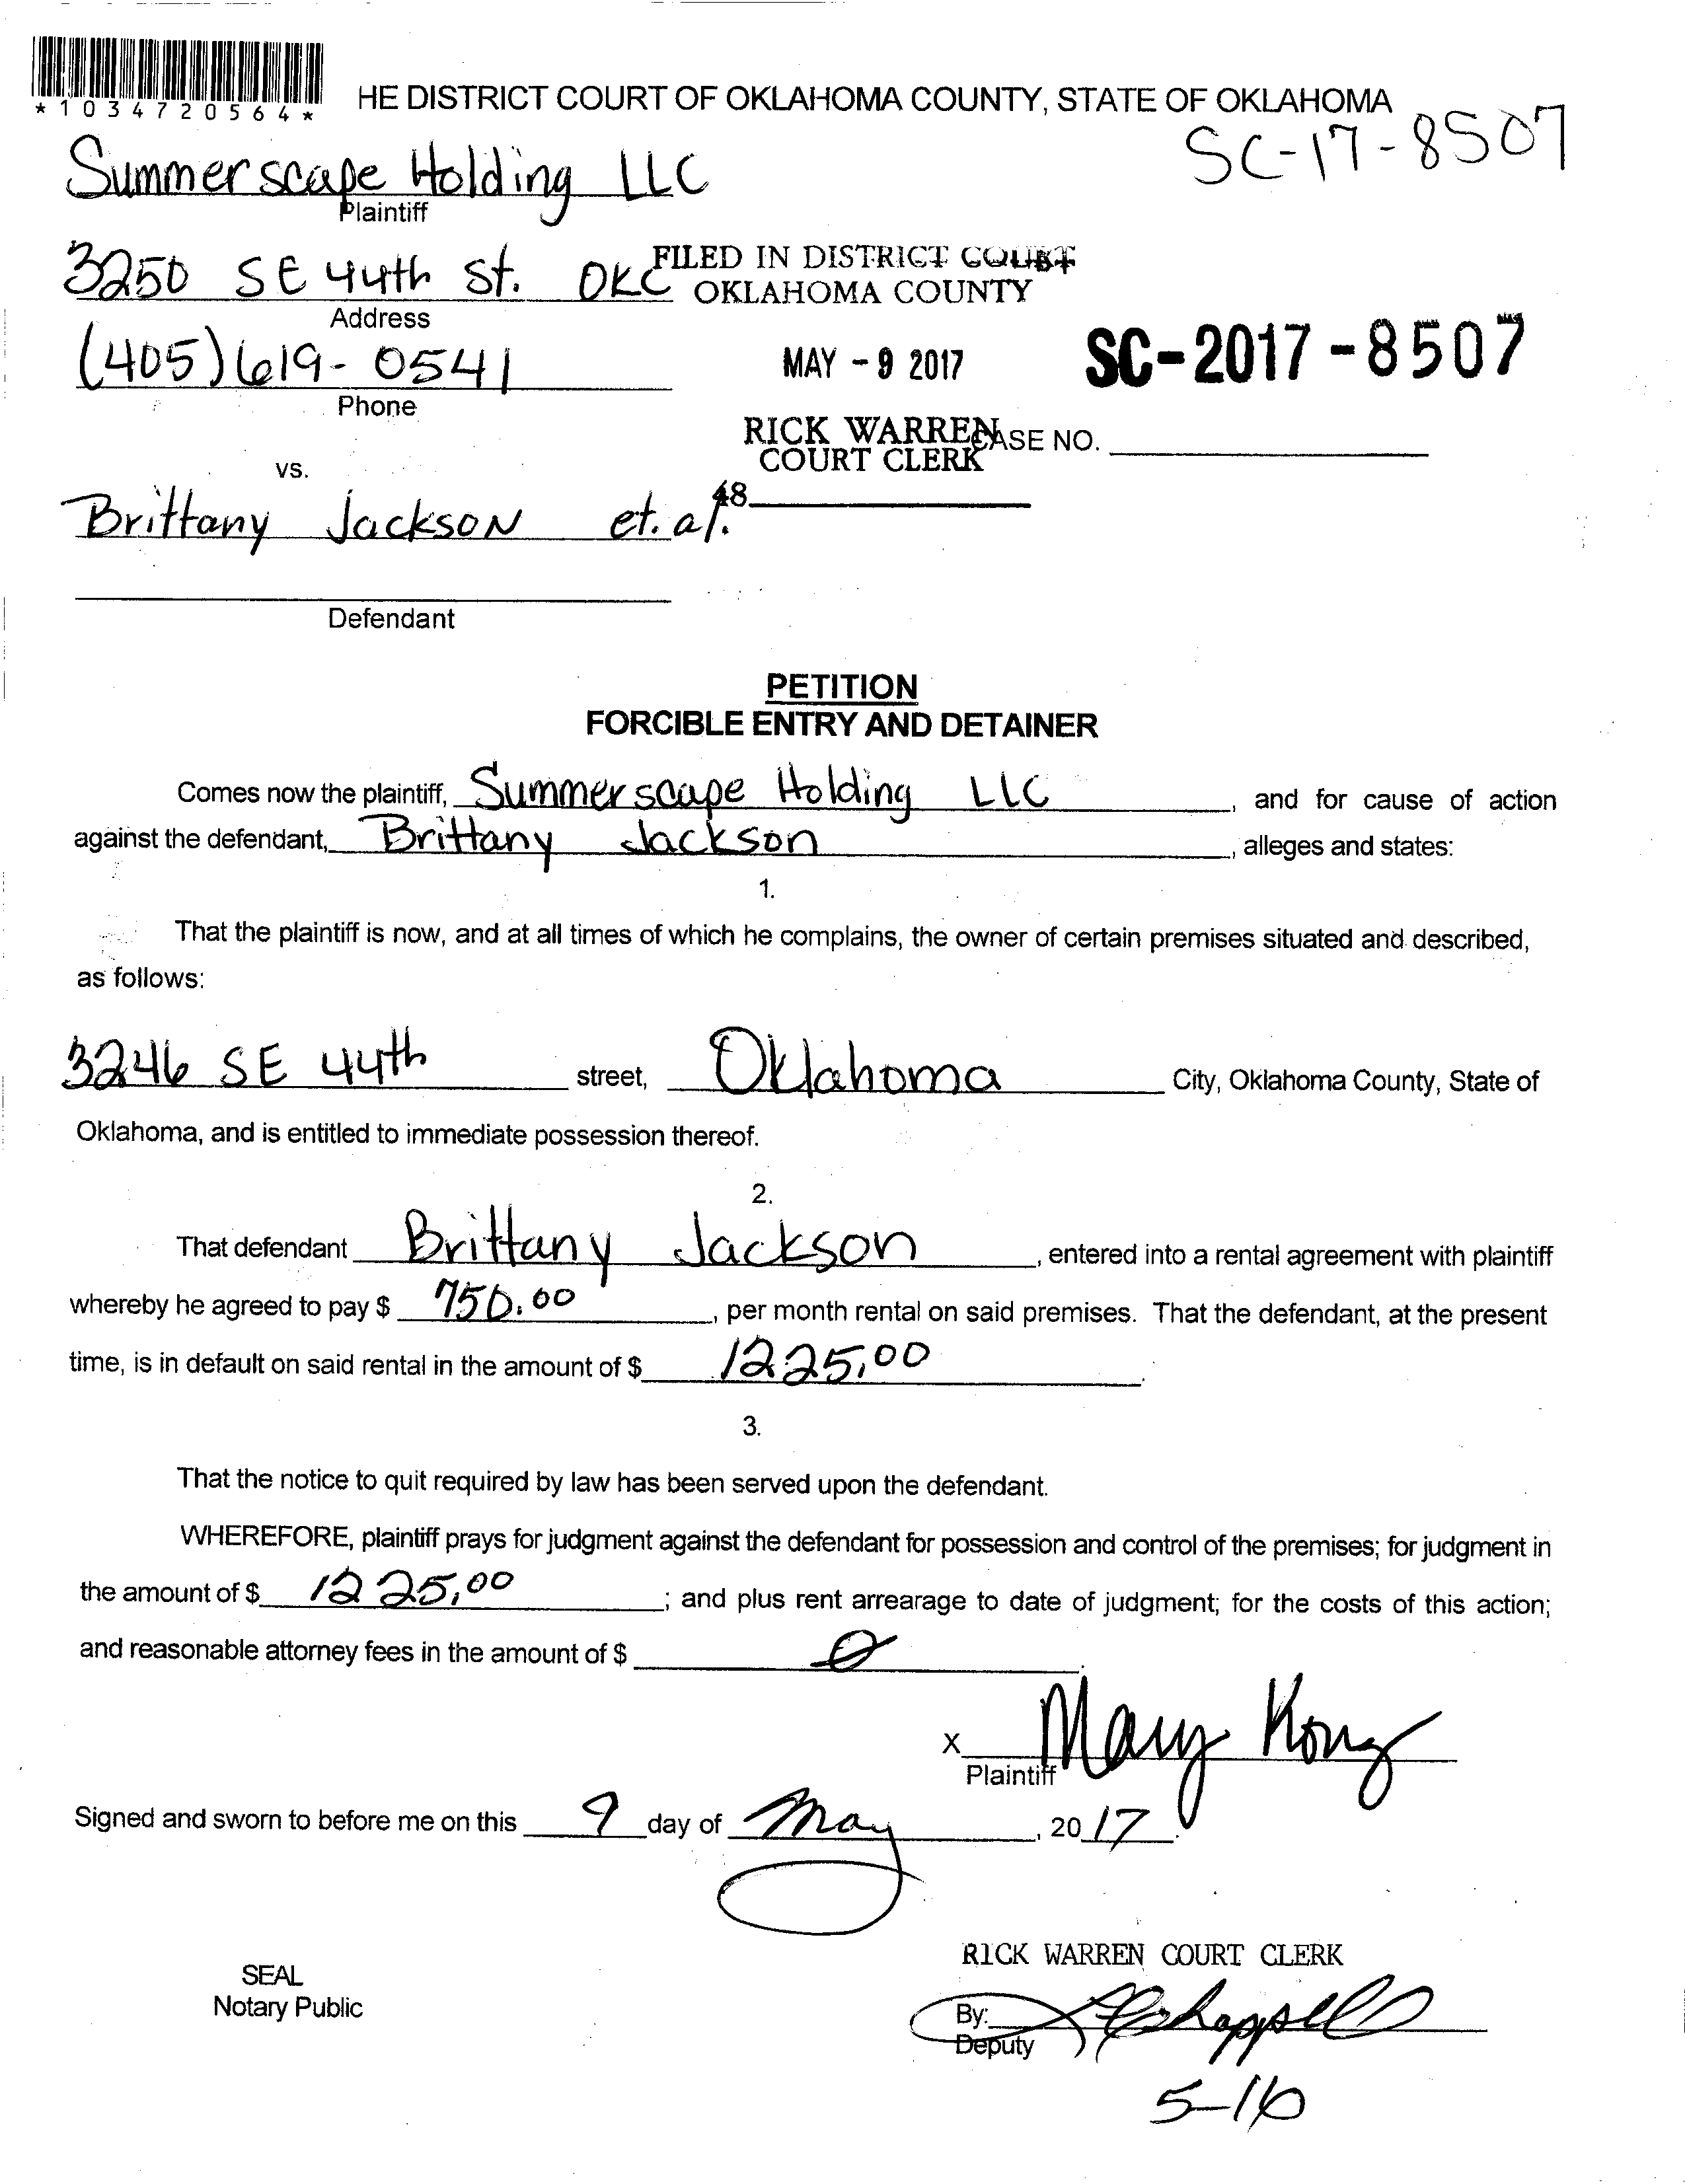 *1034720564*
HE DISTRICT COURT OF OKLAHOMA COUNTY, STATE OF OKLAHOMA
SC-17-8507
Summerscape Holding LLC
Plaintiff
3250 SE 44th St. OKC
FILED IN DISTRICT COURT
OKLAHOMA COUNTY
Address
(405) 619-0541
MAY - 9 2017
SC-2017-8507
Phone
RICK WARREN
COURT CLERK
CASE NO.
vs.
48
Brittany Jackson et. al.
Defendant
PETITION
FORCIBLE ENTRY AND DETAINER
Comes now the plaintiff, Summerscape Holding LLC, and for cause of action
against the defendant, Brittany Jackson, alleges and states:
1.
That the plaintiff is now, and at all times of which he complains, the owner of certain premises situated and described,
as follows:
3246 SE 44th street, Oklahoma City, Oklahoma County, State of
Oklahoma, and is entitled to immediate possession thereof.
2.
That defendant Brittany Jackson, entered into a rental agreement with plaintiff
whereby he agreed to pay $ 750.00, per month rental on said premises. That the defendant, at the present
time, is in default on said rental in the amount of $ 1225.00.
3.
That the notice to quit required by law has been served upon the defendant.
WHEREFORE, plaintiff prays for judgment against the defendant for possession and control of the premises; for judgment in
the amount of $ 1225.00; and plus rent arrearage to date of judgment; for the costs of this action;
and reasonable attorney fees in the amount of $ 0.
X Mary Kong
Plaintiff
Signed and sworn to before me on this 9 day of May, 2017.
RICK WARREN COURT CLERK
SEAL
Notary Public
By:
Deputy
5-16